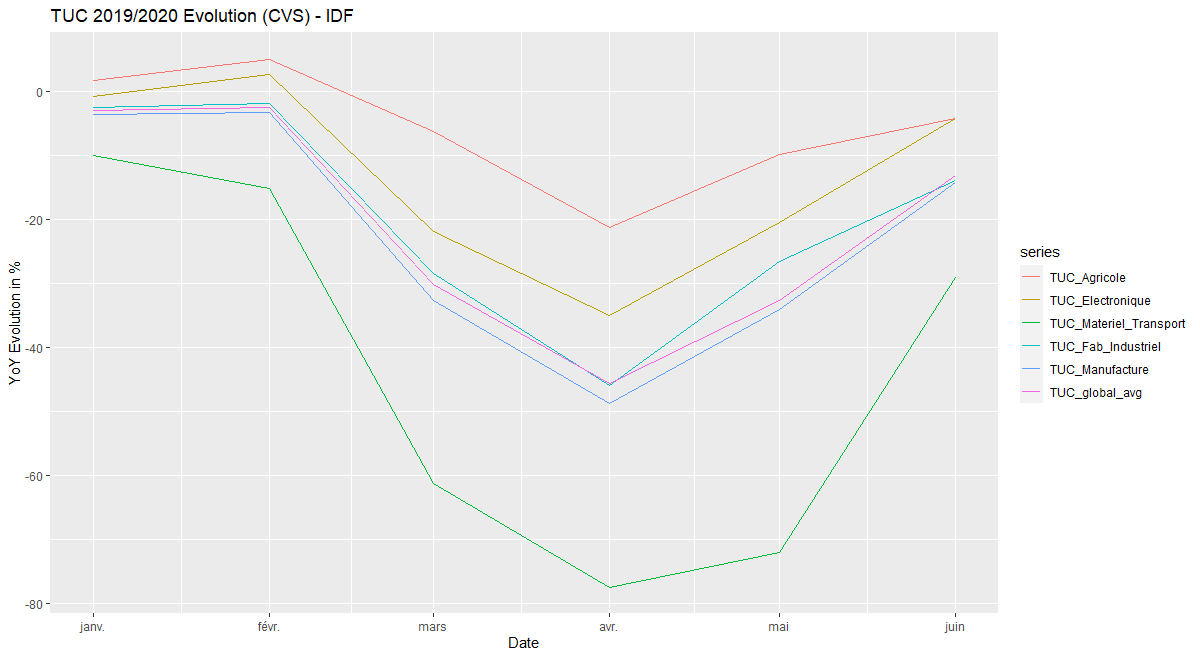 TUC 2019/2020 Evolution (CVS) - IDF
YoY Evolution in %
0
-20
-40
-60
-80
janv. févr. mars avr. mai juin
Date
series
TUC_Agricole
TUC_Electronique
TUC_Materiel_Transport
TUC_Fab_Industriel
TUC_Manufacture
TUC_global_avg